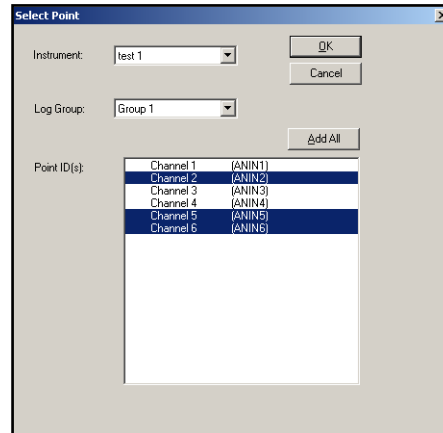 Select Point
Instrument: test 1 OK
Cancel
Log Group: Group 1
Add All
Point ID(s): Channel 1 (ANIN1)
Channel 2 (ANIN2)
Channel 3 (ANIN3)
Channel 4 (ANIN4)
Channel 5 (ANIN5)
Channel 6 (ANIN6)